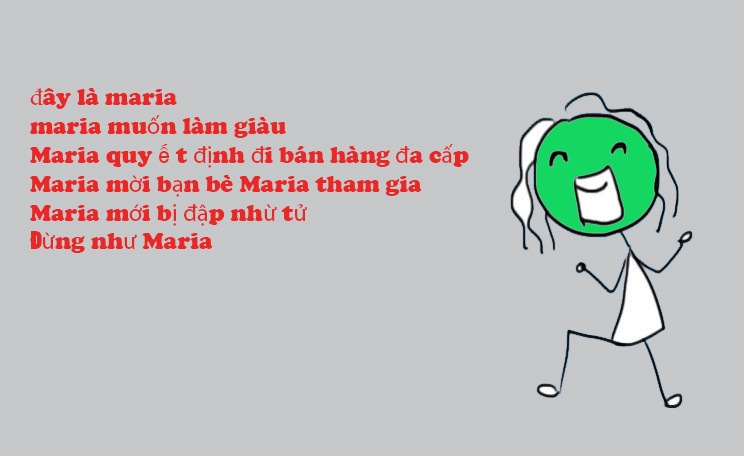 đây là maria
maria muốn làm giàu
Maria quy ế t định đi bán hàng đa cấp
Maria mời bạn bè Maria tham gia
Maria mới bị đập như tử
Đừng như Maria